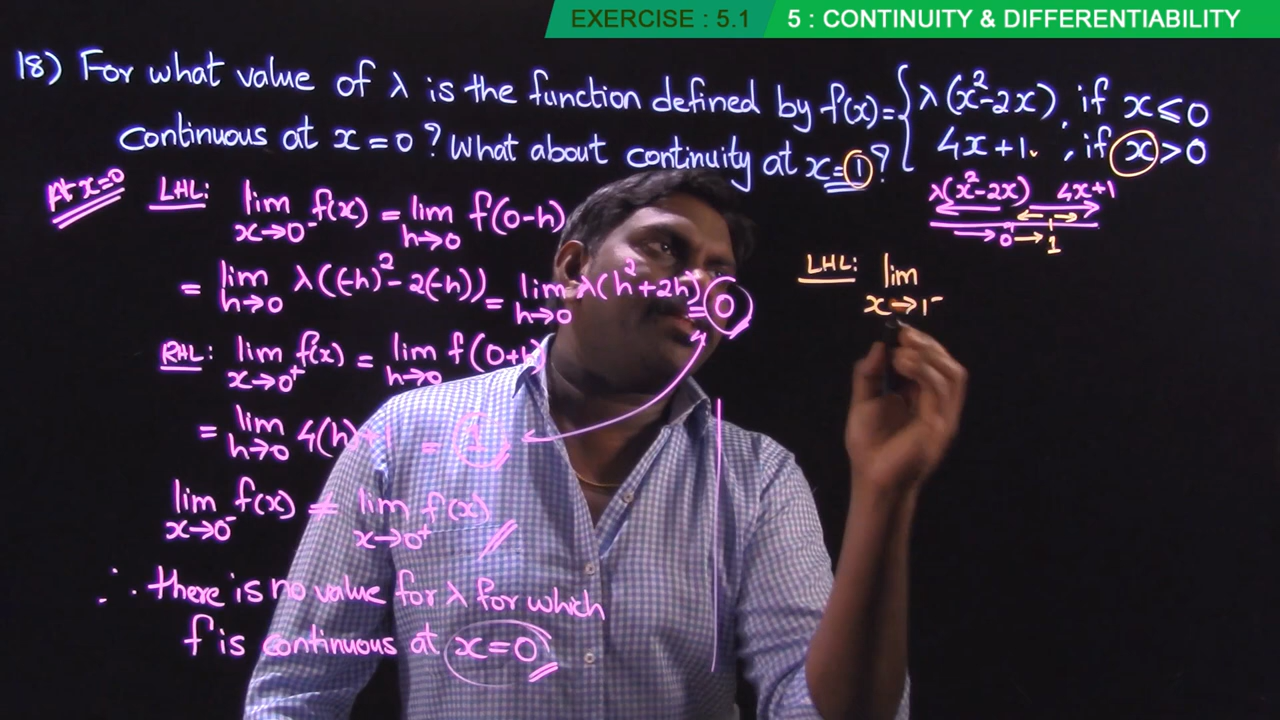 EXERCISE : 5.1 5 : CONTINUITY & DIFFERENTIABILITY
18) For what value of λ is the function defined by f(x) = { λ(x²-2x), if x ≤ 0
4x+1, if x > 0
continuous at x = 0 ? What about continuity at x = 1 ?
At x=0
LHL: lim x→0⁻ f(x) = lim h→0 f(0-h)
= lim h→0 λ((-h)²-2(-h)) = lim h→0 λ(h²+2h) = 0
RHL: lim x→0⁺ f(x) = lim h→0 f(0+h)
= lim h→0 4(h)+1 = 1
lim x→0⁻ f(x) ≠ lim x→0⁺ f(x)
∴ there is no value for λ for which
f is continuous at x=0
λ(x²-2x) 4x+1
0 1
LHL: lim x→1⁻